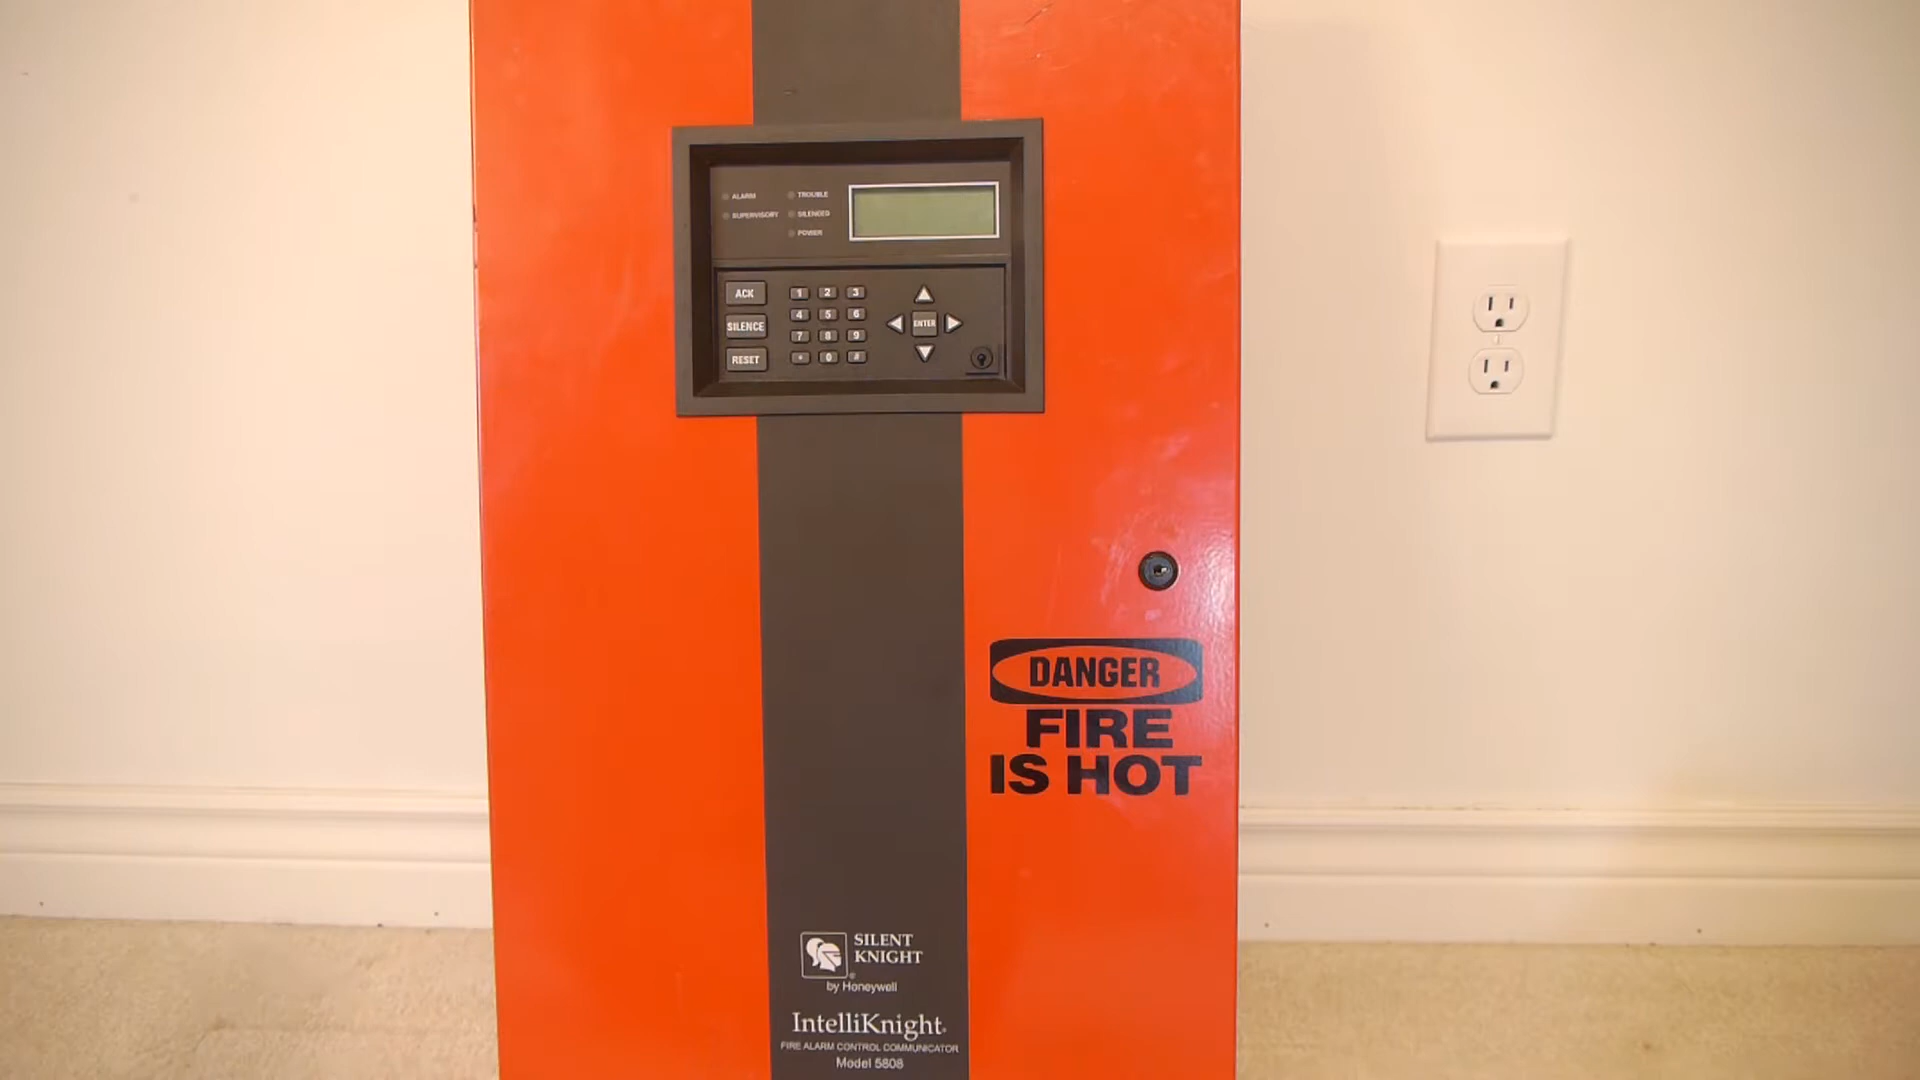 ALARM
TROUBLE
SUPERVISORY
SILENCED
POWER
ACK
1 2 3
SILENCE
4 5 6
ENTER
7 8 9
RESET
* 0 #
DANGER
FIRE
IS HOT
SILENT
KNIGHT
®
by Honeywell
IntelliKnight®
FIRE ALARM CONTROL COMMUNICATOR
Model 5808